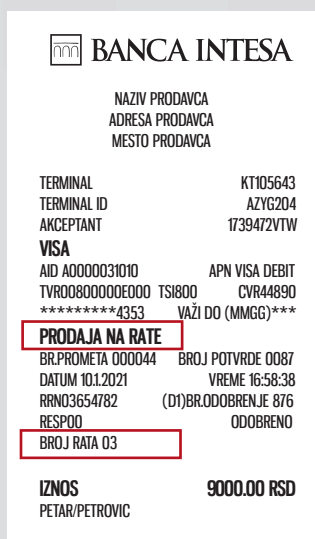 BANCA INTESA
NAZIV PRODAVCA
ADRESA PRODAVCA
MESTO PRODAVCA
TERMINAL KT105643
TERMINAL ID AZYG204
AKCEPTANT 1739472VTW
VISA
AID A0000031010 APN VISA DEBIT
TVR00800000E000 TSI800 CVR44890
*********4353 VAŽI DO (MMGG)***
PRODAJA NA RATE
BR.PROMETA 000044 BROJ POTVRDE 0087
DATUM 10.1.2021 VREME 16:58:38
RRN03654782 (D1)BR.ODOBRENJE 876
RESP00 ODOBRENO
BROJ RATA 03
IZNOS 9000.00 RSD
PETAR/PETROVIC